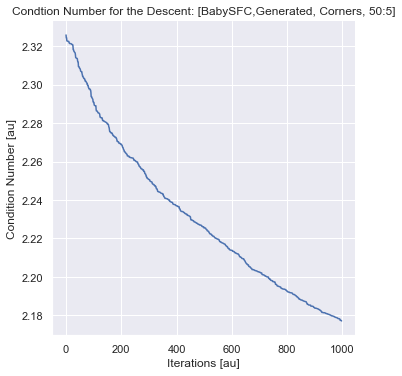 Condtion Number for the Descent: [BabySFC,Generated, Corners, 50:5]
2.32
2.30
2.28
2.26
2.24
2.22
2.20
2.18
Condition Number [au]
0 200 400 600 800 1000
Iterations [au]